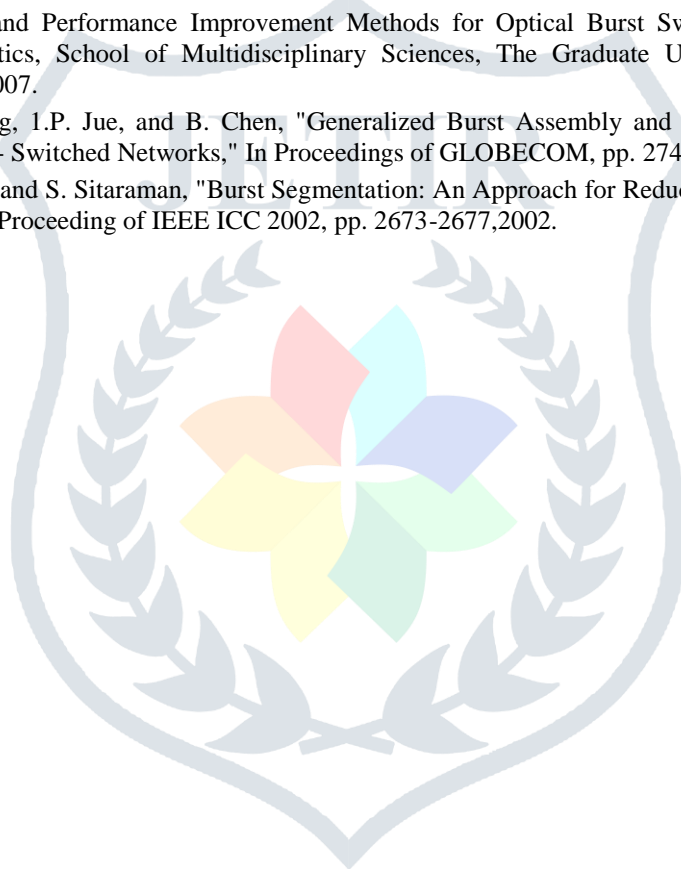 and Performance Improvement Methods for Optical Burst Sw
tics, School of Multidisciplinary Sciences, The Graduate U
007.
g, 1.P. Jue, and B. Chen, "Generalized Burst Assembly and
- Switched Networks," In Proceedings of GLOBECOM, pp. 274
and S. Sitaraman, "Burst Segmentation: An Approach for Reduc
Proceeding of IEEE ICC 2002, pp. 2673-2677,2002.
JETIR